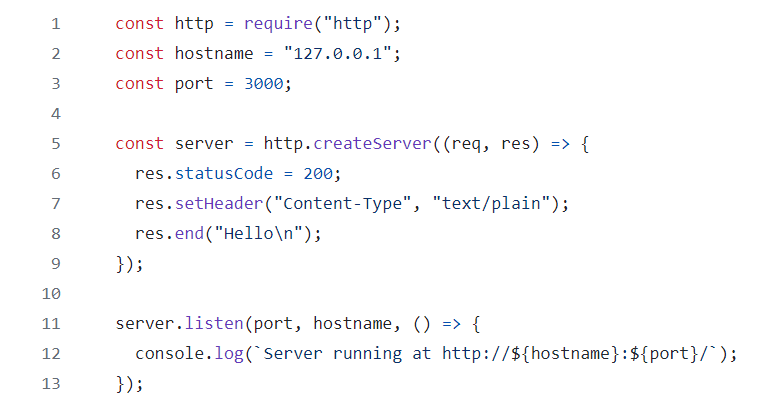 1 const http = require("http");
2 const hostname = "127.0.0.1";
3 const port = 3000;
4
5 const server = http.createServer((req, res) => {
6   res.statusCode = 200;
7   res.setHeader("Content-Type", "text/plain");
8   res.end("Hello\n");
9 });
10
11 server.listen(port, hostname, () => {
12   console.log(`Server running at http://${hostname}:${port}/`);
13 });